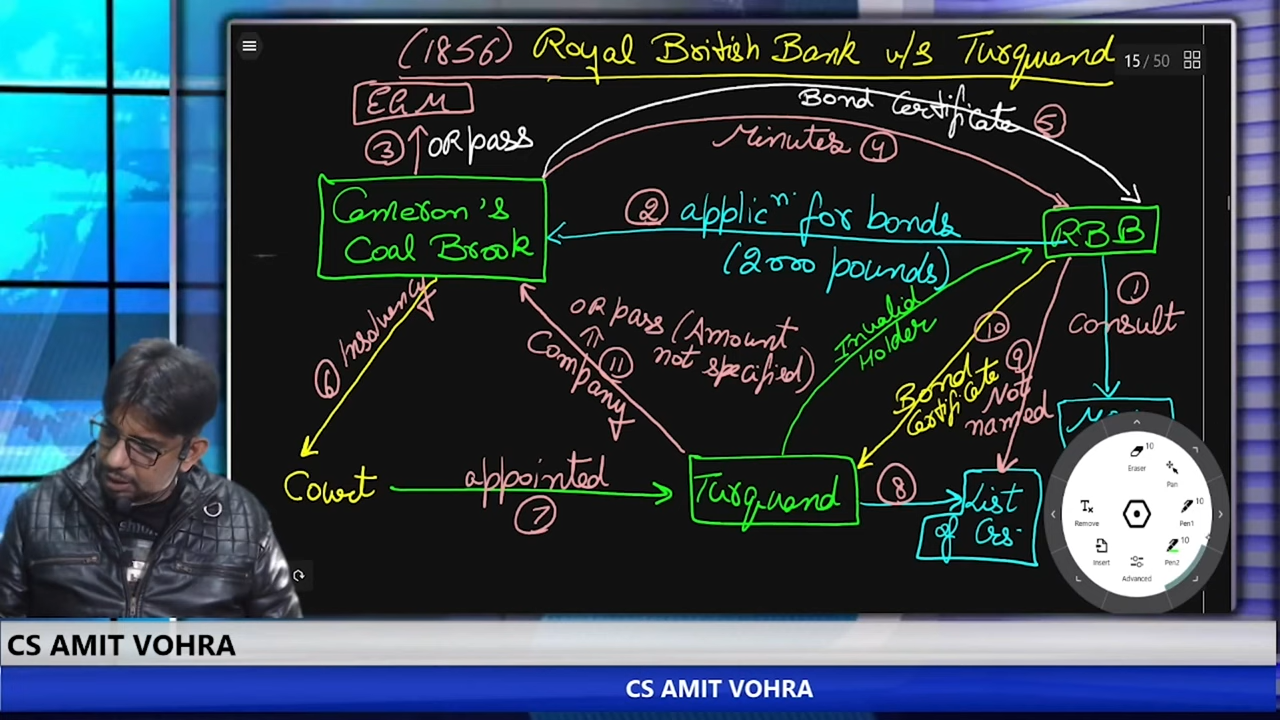 (1856) Royal British Bank v/s Turquand
15 / 50
EGM
③ OR pass
Bond Certificate ⑤
Minutes ④
Cameron's
Coal Brook
② applicⁿ for bonds
(2000 pounds)
RBB
① consult
⑥ Insolvency
OR pass (Amount
not specified)
Company ⑪
Invalid
Holder
⑩
Bond
Certificate
⑨
Not
named
Court
appointed
⑦
Turquand
⑧
List
of Crs-
10
Eraser
Pan
Remove
Pen1
10
Insert
Pen2
Advanced
CS AMIT VOHRA
CS AMIT VOHRA